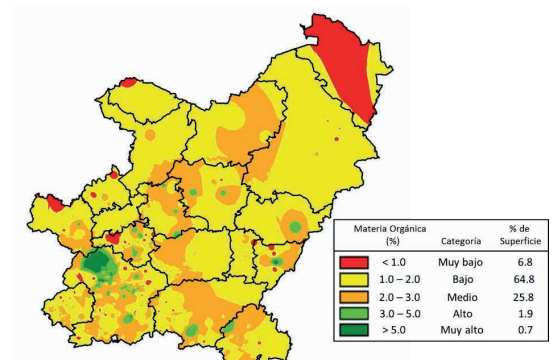 Materia Orgánica (%) Categoría % de Superficie
< 1.0 Muy bajo 6.8
1.0 – 2.0 Bajo 64.8
2.0 – 3.0 Medio 25.8
3.0 – 5.0 Alto 1.9
> 5.0 Muy alto 0.7